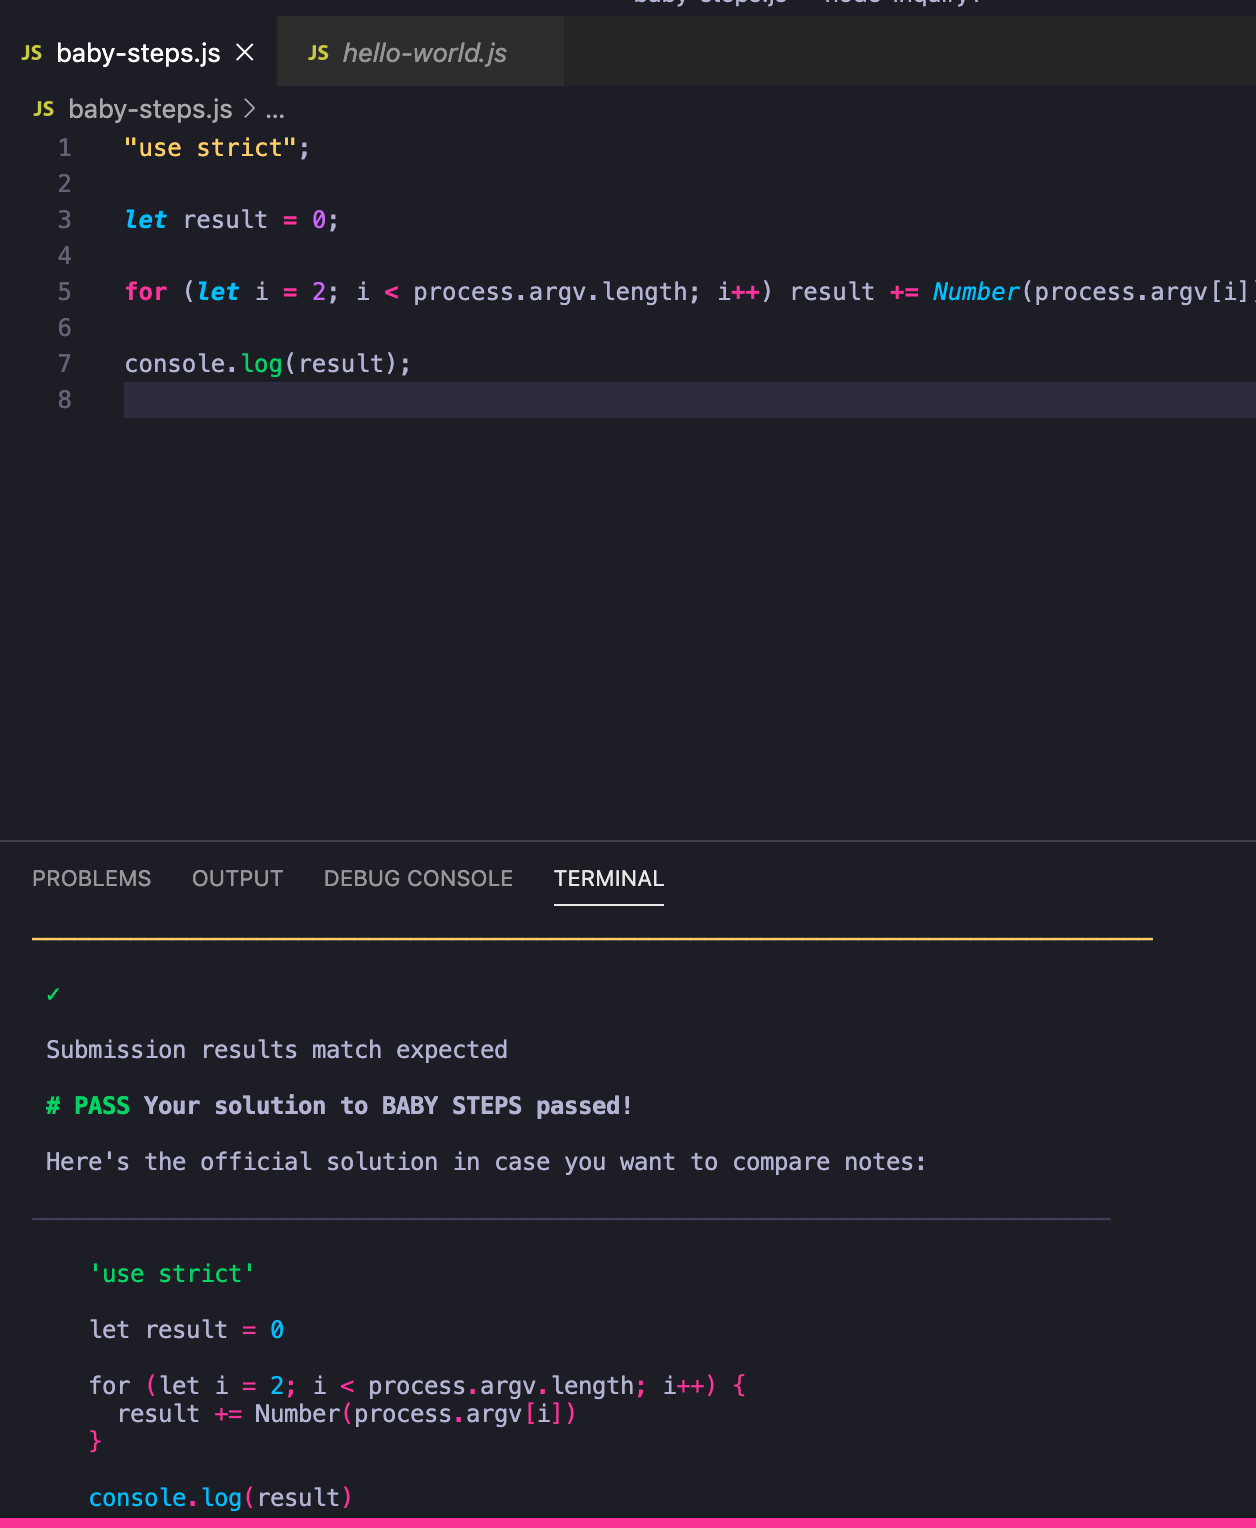 JS baby-steps.js × JS hello-world.js
JS baby-steps.js > ...
1 "use strict";
2
3 let result = 0;
4
5 for (let i = 2; i < process.argv.length; i++) result += Number(process.argv[i]
6
7 console.log(result);
8
PROBLEMS OUTPUT DEBUG CONSOLE TERMINAL
✓
Submission results match expected
# PASS Your solution to BABY STEPS passed!
Here's the official solution in case you want to compare notes:
'use strict'
let result = 0
for (let i = 2; i < process.argv.length; i++) {
result += Number(process.argv[i])
}
console.log(result)